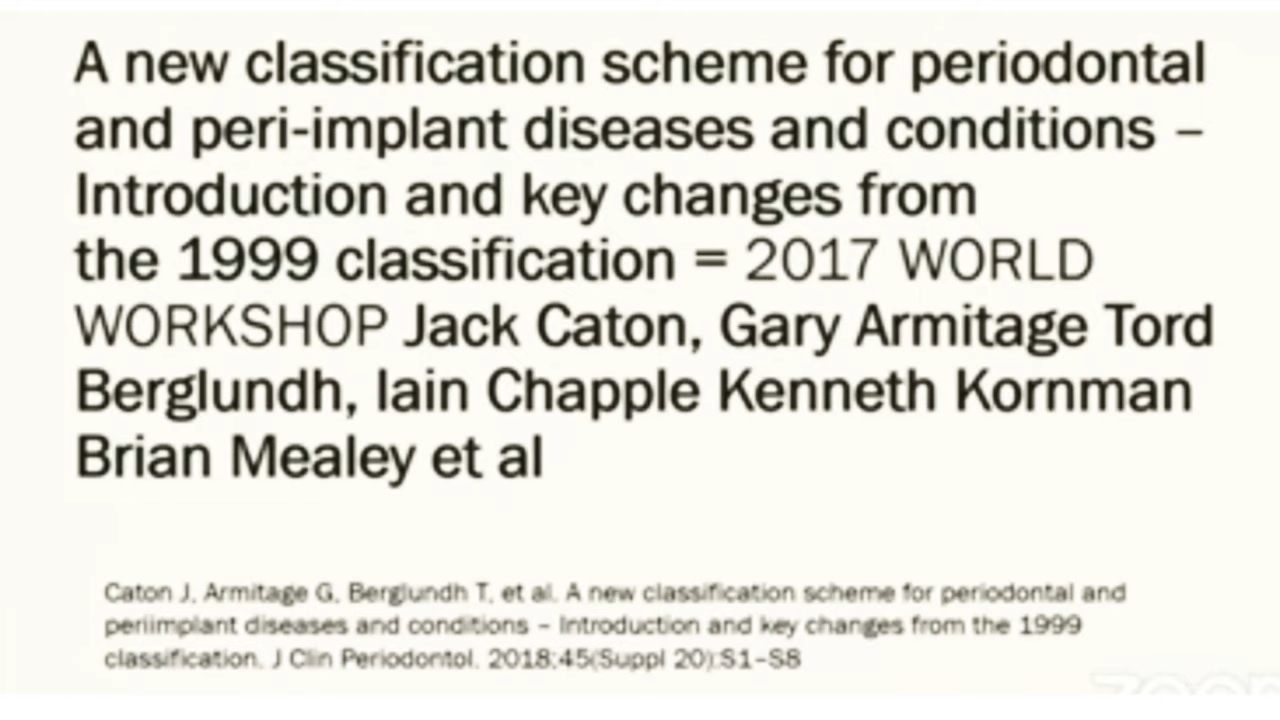 A new classification scheme for periodontal
and peri-implant diseases and conditions –
Introduction and key changes from
the 1999 classification = 2017 WORLD
WORKSHOP Jack Caton, Gary Armitage Tord
Berglundh, Iain Chapple Kenneth Kornman
Brian Mealey et al
Caton J, Armitage G, Berglundh T, et al. A new classification scheme for periodontal and
periimplant diseases and conditions – Introduction and key changes from the 1999
classification. J Clin Periodontol. 2018;45(Suppl 20):S1–S8
zoom